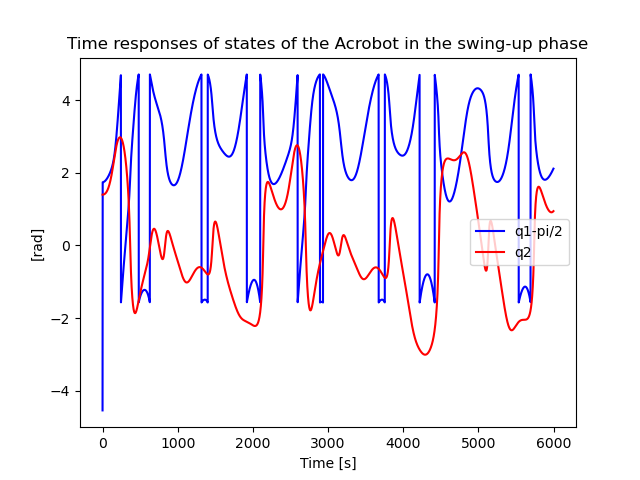 Time responses of states of the Acrobot in the swing-up phase
[rad]
4
2
0
−2
−4
q1-pi/2
q2
0 1000 2000 3000 4000 5000 6000
Time [s]